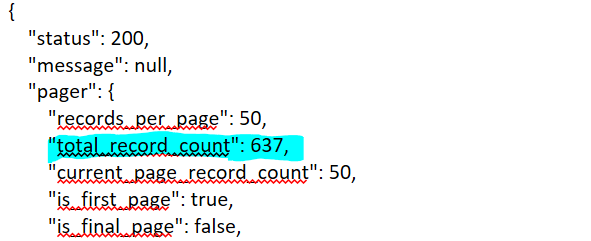 {
"status": 200,
"message": null,
"pager": {
"records_per_page": 50,
"total_record_count": 637,
"current_page_record_count": 50,
"is_first_page": true,
"is_final_page": false,